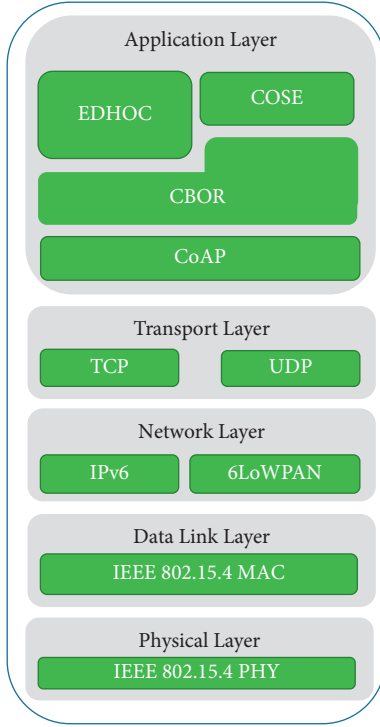 Application Layer
EDHOC
COSE
CBOR
CoAP
Transport Layer
TCP
UDP
Network Layer
IPv6
6LoWPAN
Data Link Layer
IEEE 802.15.4 MAC
Physical Layer
IEEE 802.15.4 PHY